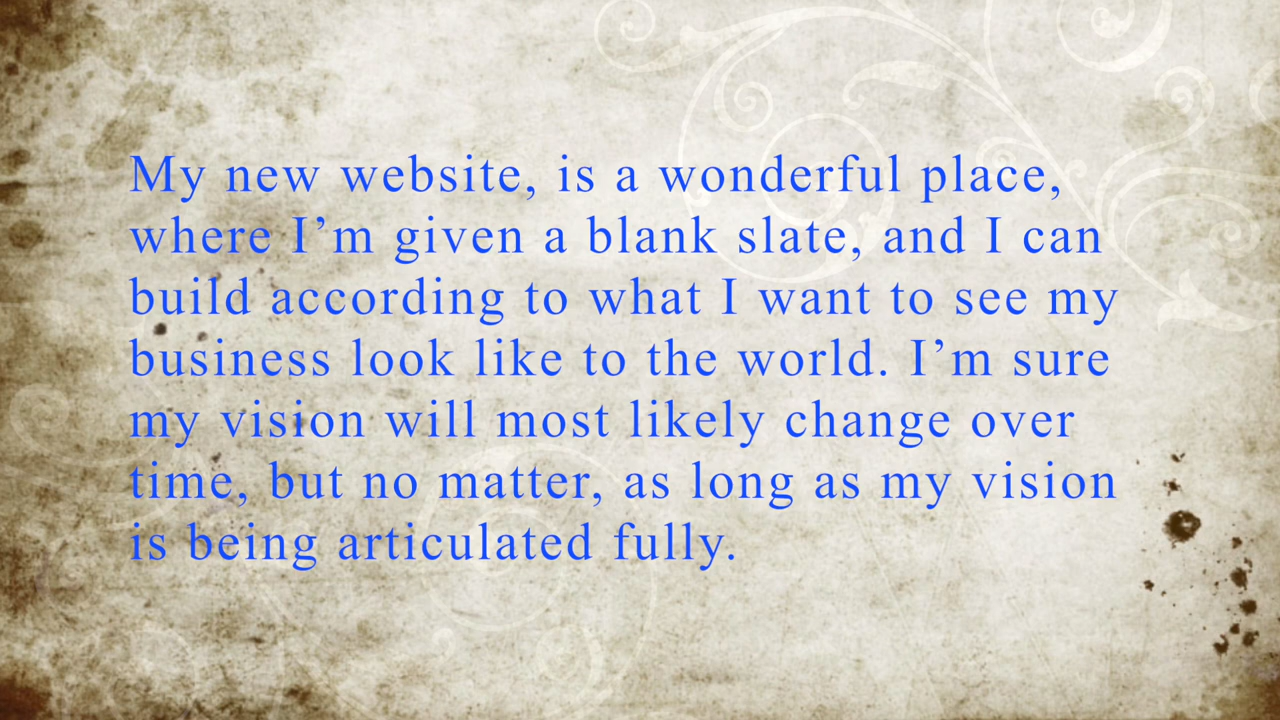 My new website, is a wonderful place,
where I’m given a blank slate, and I can
build according to what I want to see my
business look like to the world. I’m sure
my vision will most likely change over
time, but no matter, as long as my vision
is being articulated fully.